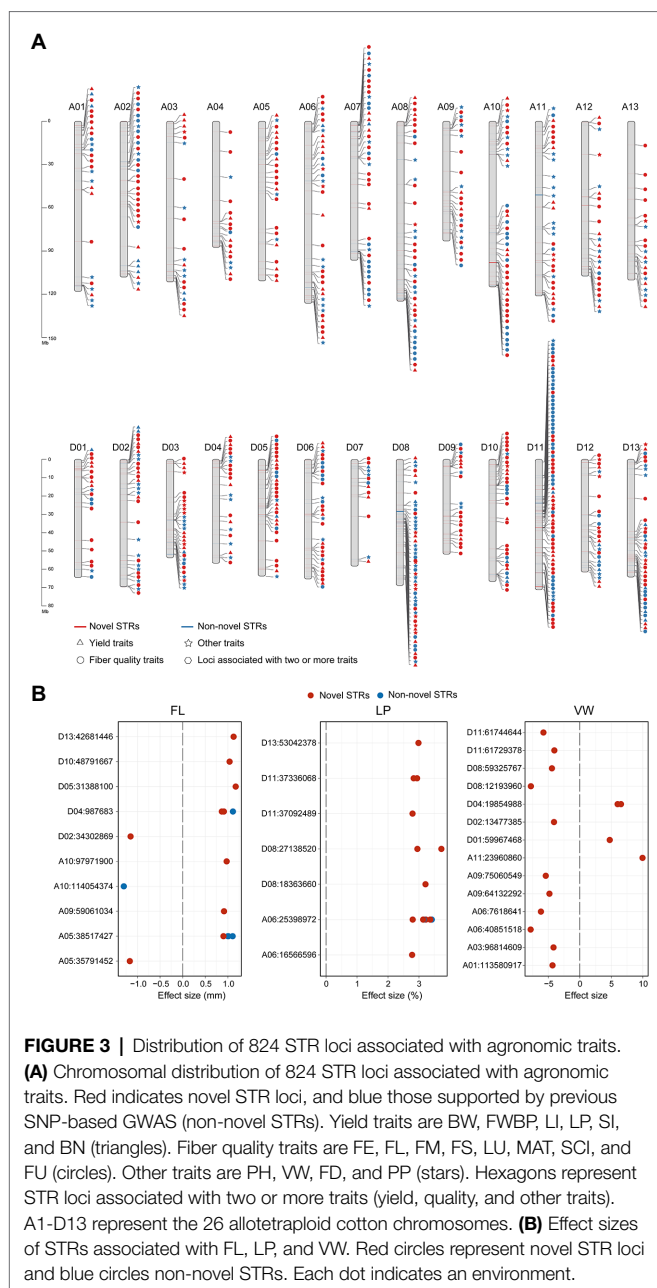 A
A01 A02 A03 A04 A05 A06 A07 A08 A09 A10 A11 A12 A13
0
30
60
90
120
150
Mb
D01 D02 D03 D04 D05 D06 D07 D08 D09 D10 D11 D12 D13
0
10
20
30
40
50
60
70
80
Mb
Novel STRs Non-novel STRs
Yield traits Other traits
Fiber quality traits Loci associated with two or more traits
B
Novel STRs Non-novel STRs
FL
D13:42681446
D10:48791667
D05:31388100
D04:987683
D02:34302869
A10:97971900
A10:114054374
A09:59061034
A05:38517427
A05:35791452
−1.0 −0.5 0.0 0.5 1.0
Effect size (mm)
LP
D13:53042378
D11:37336068
D11:37092489
D08:27138520
D08:18363660
A06:25398972
A06:16566596
0 1 2 3
Effect size (%)
VW
D11:61744644
D11:61729378
D08:59325767
D08:12193960
D04:19854988
D02:13477385
D01:59967468
A11:23960860
A09:75060549
A09:64132292
A06:7618641
A06:40851518
A03:96814609
A01:113580917
−5 0 5 10
Effect size
FIGURE 3 | Distribution of 824 STR loci associated with agronomic traits.
(A) Chromosomal distribution of 824 STR loci associated with agronomic
traits. Red indicates novel STR loci, and blue those supported by previous
SNP-based GWAS (non-novel STRs). Yield traits are BW, FWBP, LI, LP, SI,
and BN (triangles). Fiber quality traits are FE, FL, FM, FS, LU, MAT, SCI, and
FU (circles). Other traits are PH, VW, FD, and PP (stars). Hexagons represent
STR loci associated with two or more traits (yield, quality, and other traits).
A1-D13 represent the 26 allotetraploid cotton chromosomes. (B) Effect sizes
of STRs associated with FL, LP, and VW. Red circles represent novel STR loci
and blue circles non-novel STRs. Each dot indicates an environment.